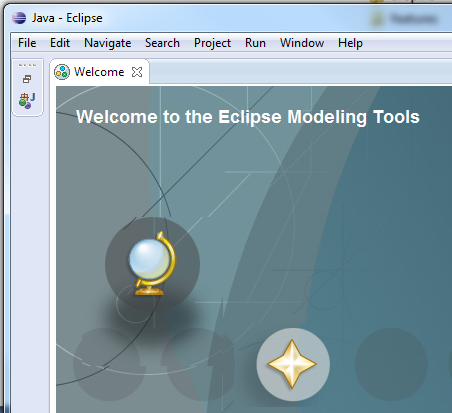 Java - Eclipse
File Edit Navigate Search Project Run Window Help
Welcome
Welcome to the Eclipse Modeling Tools